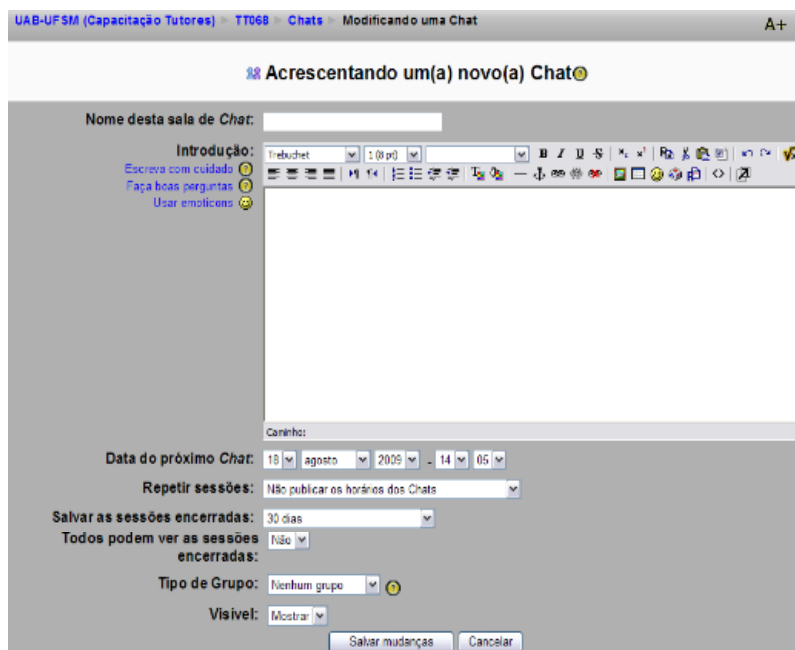 UAB-UFSM (Capacitação Tutores) ► TT068 ► Chats ► Modificando uma Chat
A+
Acrescentando um(a) novo(a) Chat
Nome desta sala de Chat:
Introdução:
Escreva com cuidado
Faça boas perguntas
Usar emoticons
Trebuchet 1 (8 pt)
B I U S
Caminho:
Data do próximo Chat: 18 agosto 2009 - 14 05
Repetir sessões: Não publicar os horários dos Chats
Salvar as sessões encerradas: 30 dias
Todos podem ver as sessões encerradas: Não
Tipo de Grupo: Nenhum grupo
Visível: Mostrar
Salvar mudanças Cancelar